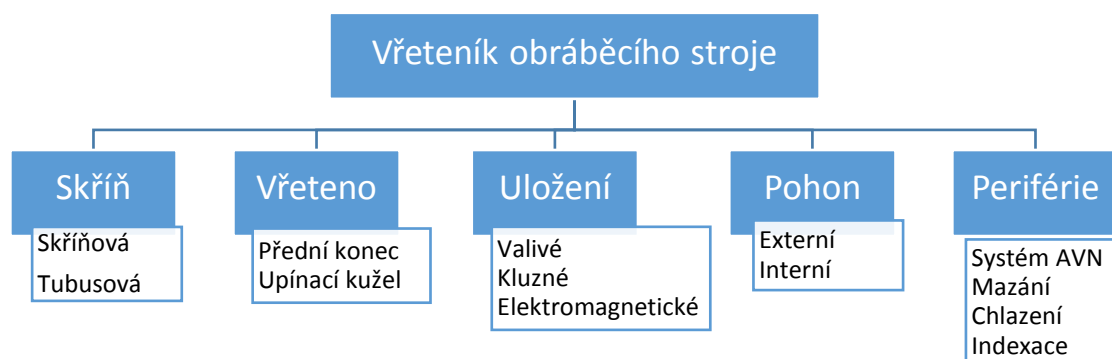 Vřeteník obráběcího stroje
Skříň
Skříňová
Tubusová
Vřeteno
Přední konec
Upínací kužel
Uložení
Valivé
Kluzné
Elektromagnetické
Pohon
Externí
Interní
Periférie
Systém AVN
Mazání
Chlazení
Indexace